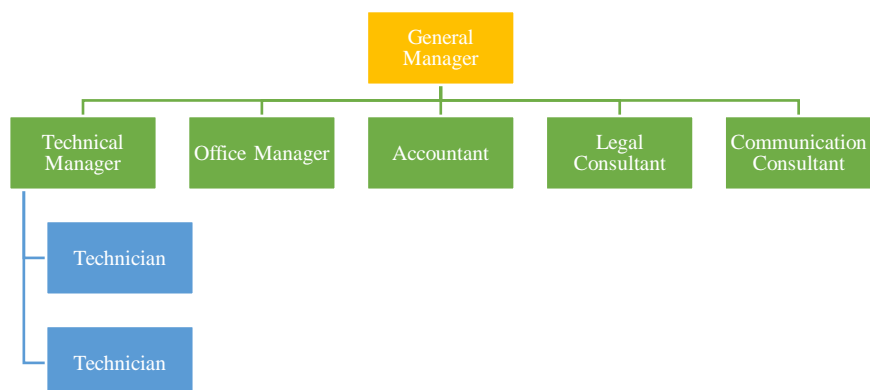 General
Manager
Technical
Manager
Office Manager
Accountant
Legal
Consultant
Communication
Consultant
Technician
Technician